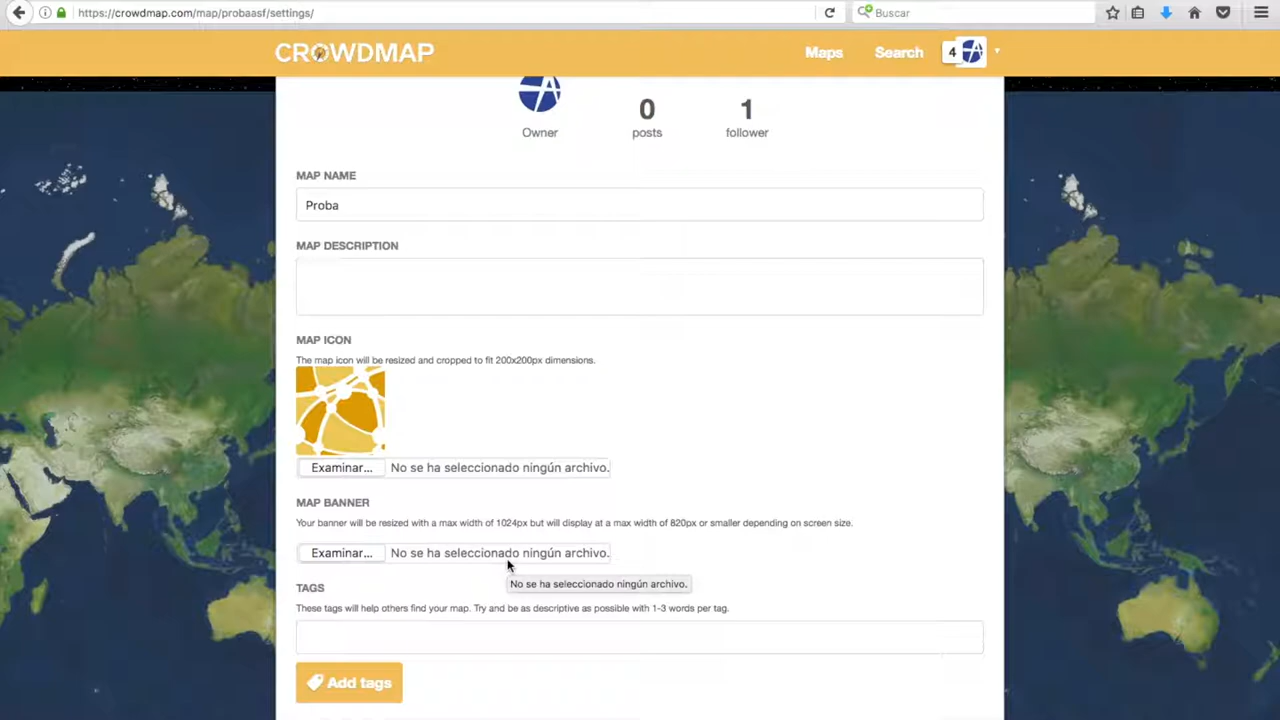 https://crowdmap.com/map/probaasf/settings/
Buscar
CROWDMAP
Maps
Search
4
Owner
0
posts
1
follower
MAP NAME
Proba
MAP DESCRIPTION
MAP ICON
The map icon will be resized and cropped to fit 200x200px dimensions.
Examinar... No se ha seleccionado ningún archivo.
MAP BANNER
Your banner will be resized with a max width of 1024px but will display at a max width of 820px or smaller depending on screen size.
Examinar... No se ha seleccionado ningún archivo.
No se ha seleccionado ningún archivo.
TAGS
These tags will help others find your map. Try and be as descriptive as possible with 1-3 words per tag.
Add tags